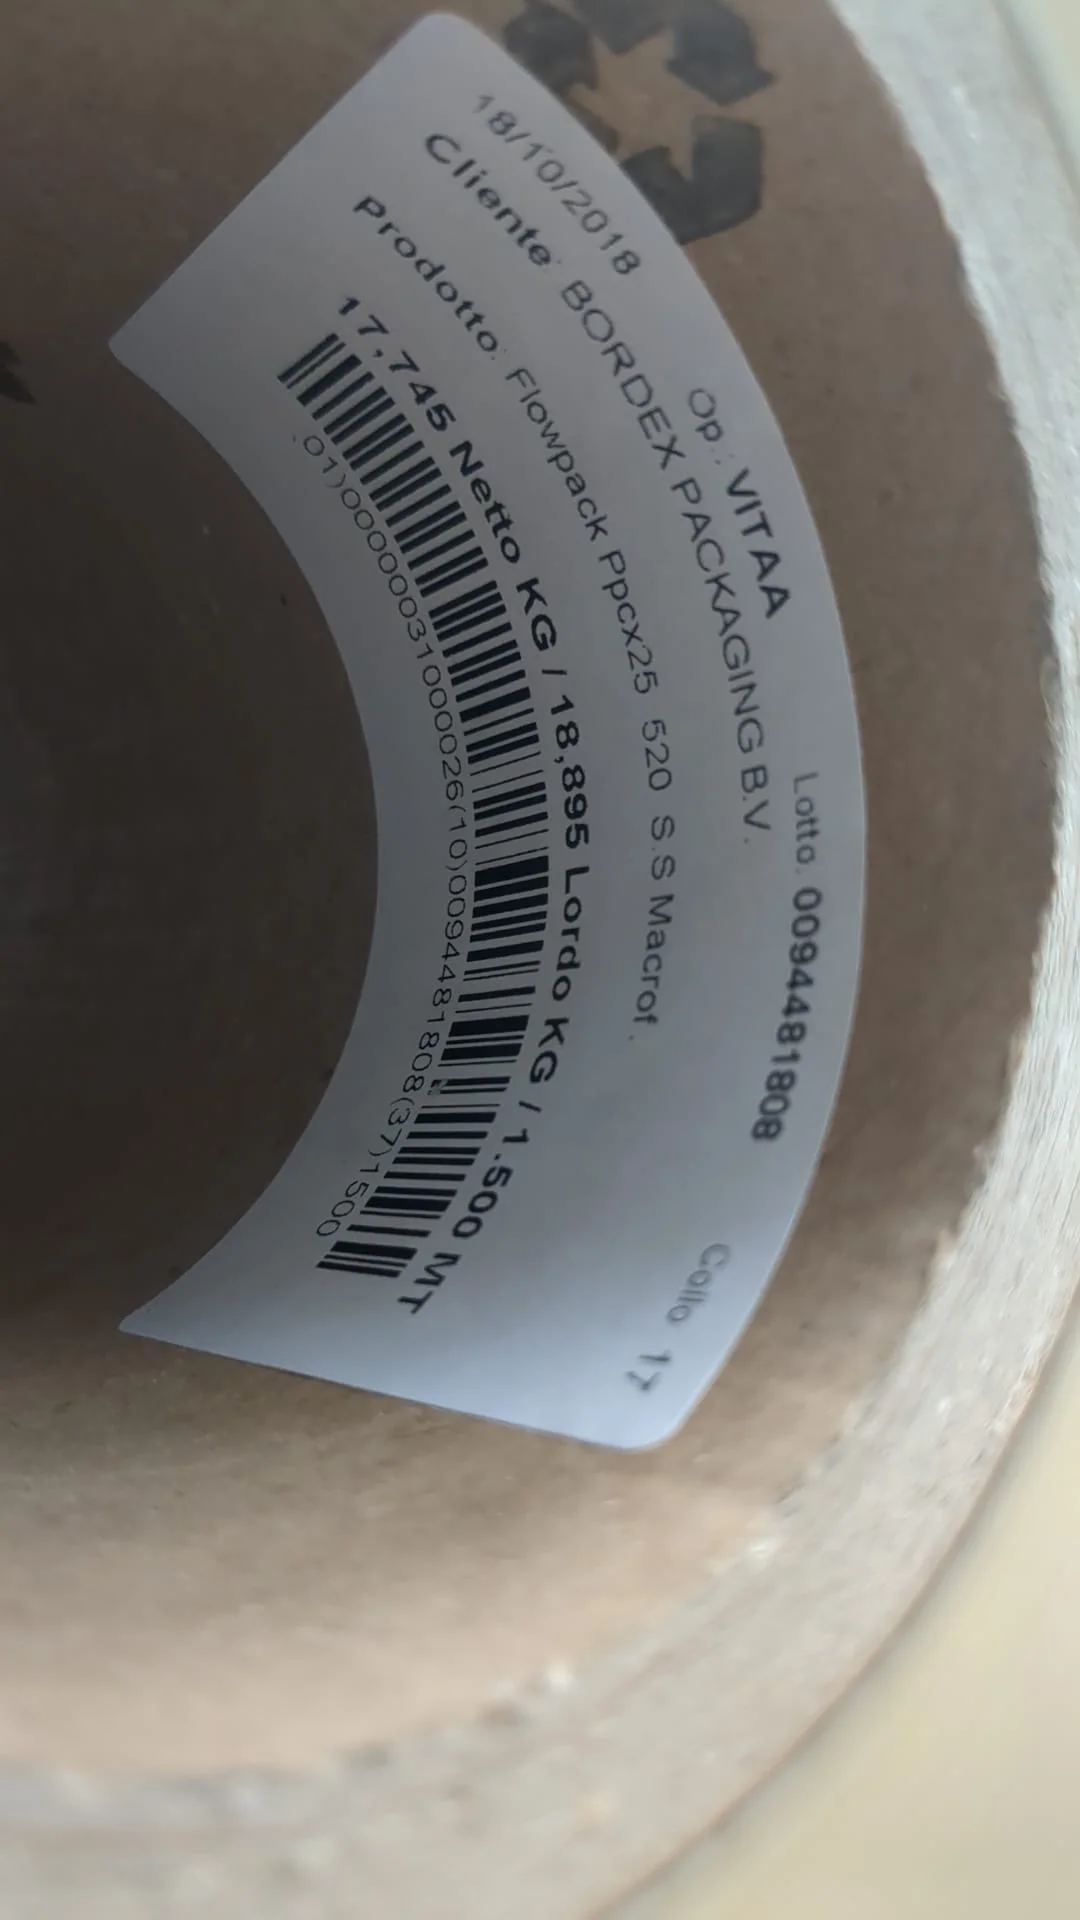 18/10/2018 Op.: VITAA Lotto. 0094481808 Collo 17
Cliente: BORDEX PACKAGING B.V.
Prodotto: Flowpack Ppcx25 520 S.S Macrof.
17,745 Netto KG / 18,895 Lordo KG / 1.500 MT
01)00000031000026(10)0094481808(37)1500